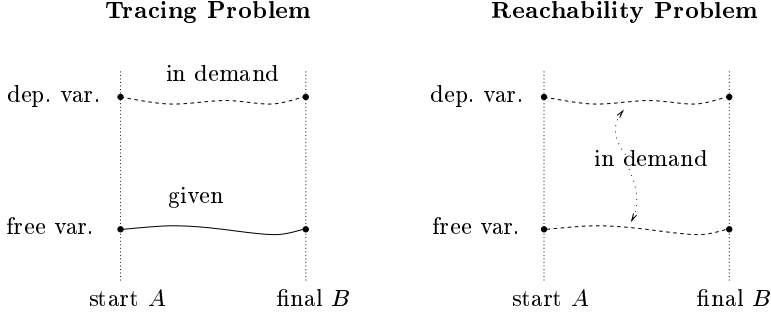 Tracing Problem
in demand
dep. var.
given
free var.
start A
final B
Reachability Problem
dep. var.
in demand
free var.
start A
final B